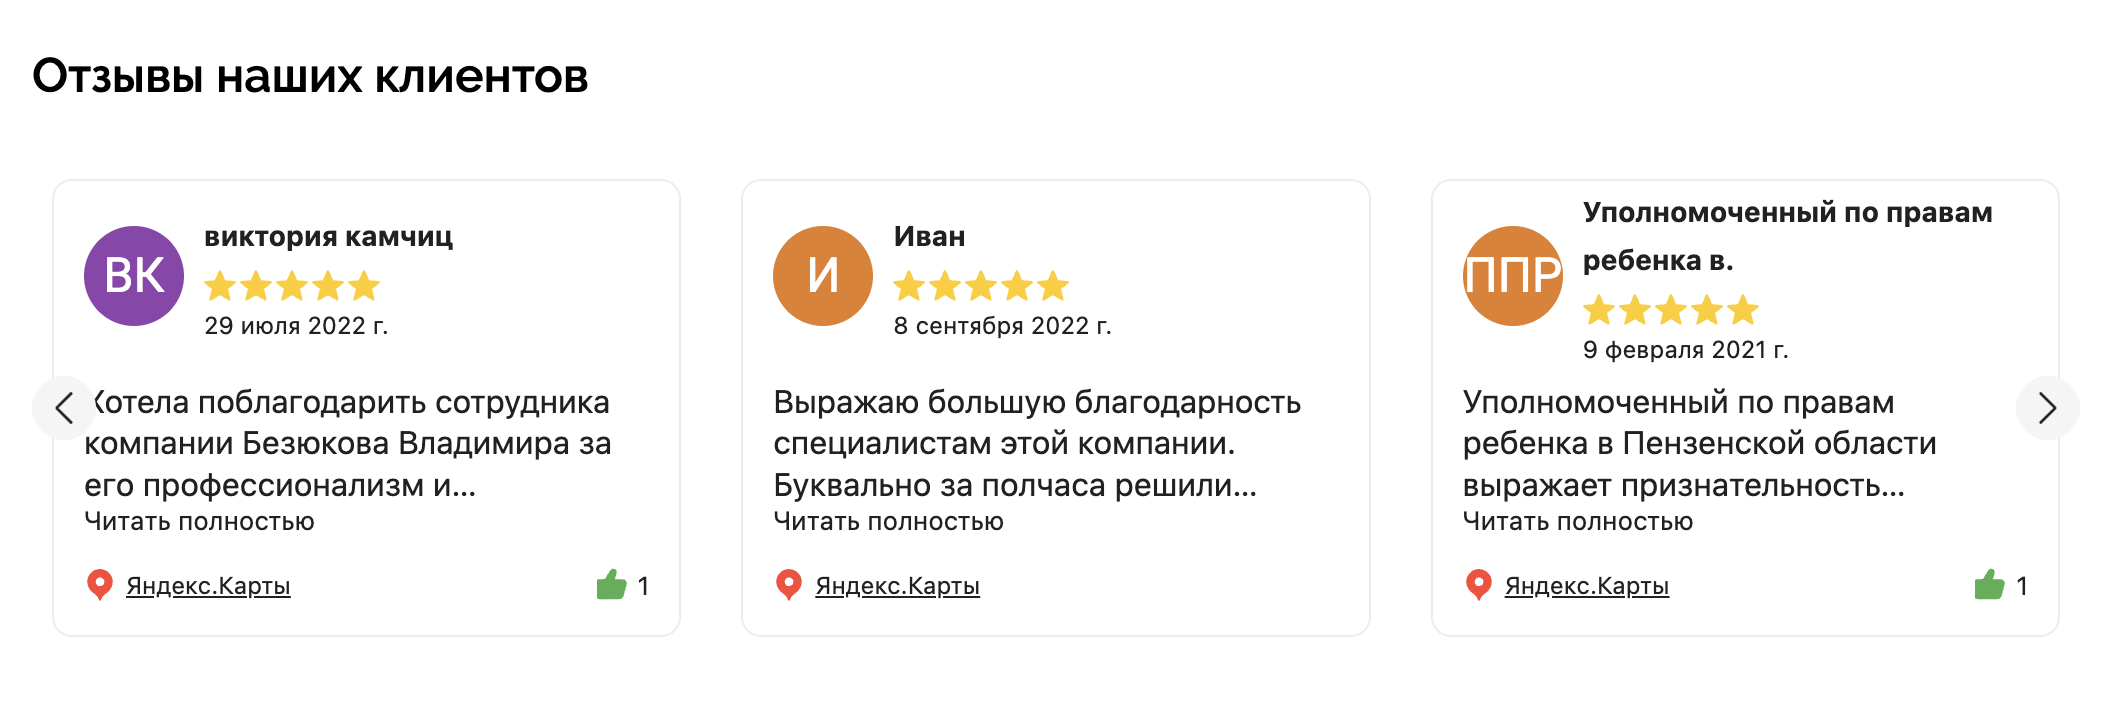 Отзывы наших клиентов
ВК
виктория камчиц
29 июля 2022 г.
Хотела поблагодарить сотрудника
компании Безюкова Владимира за
его профессионализм и...
Читать полностью
Яндекс.Карты
1
И
Иван
8 сентября 2022 г.
Выражаю большую благодарность
специалистам этой компании.
Буквально за полчаса решили...
Читать полностью
Яндекс.Карты
ППР
Уполномоченный по правам
ребенка в.
9 февраля 2021 г.
Уполномоченный по правам
ребенка в Пензенской области
выражает признательность...
Читать полностью
Яндекс.Карты
1